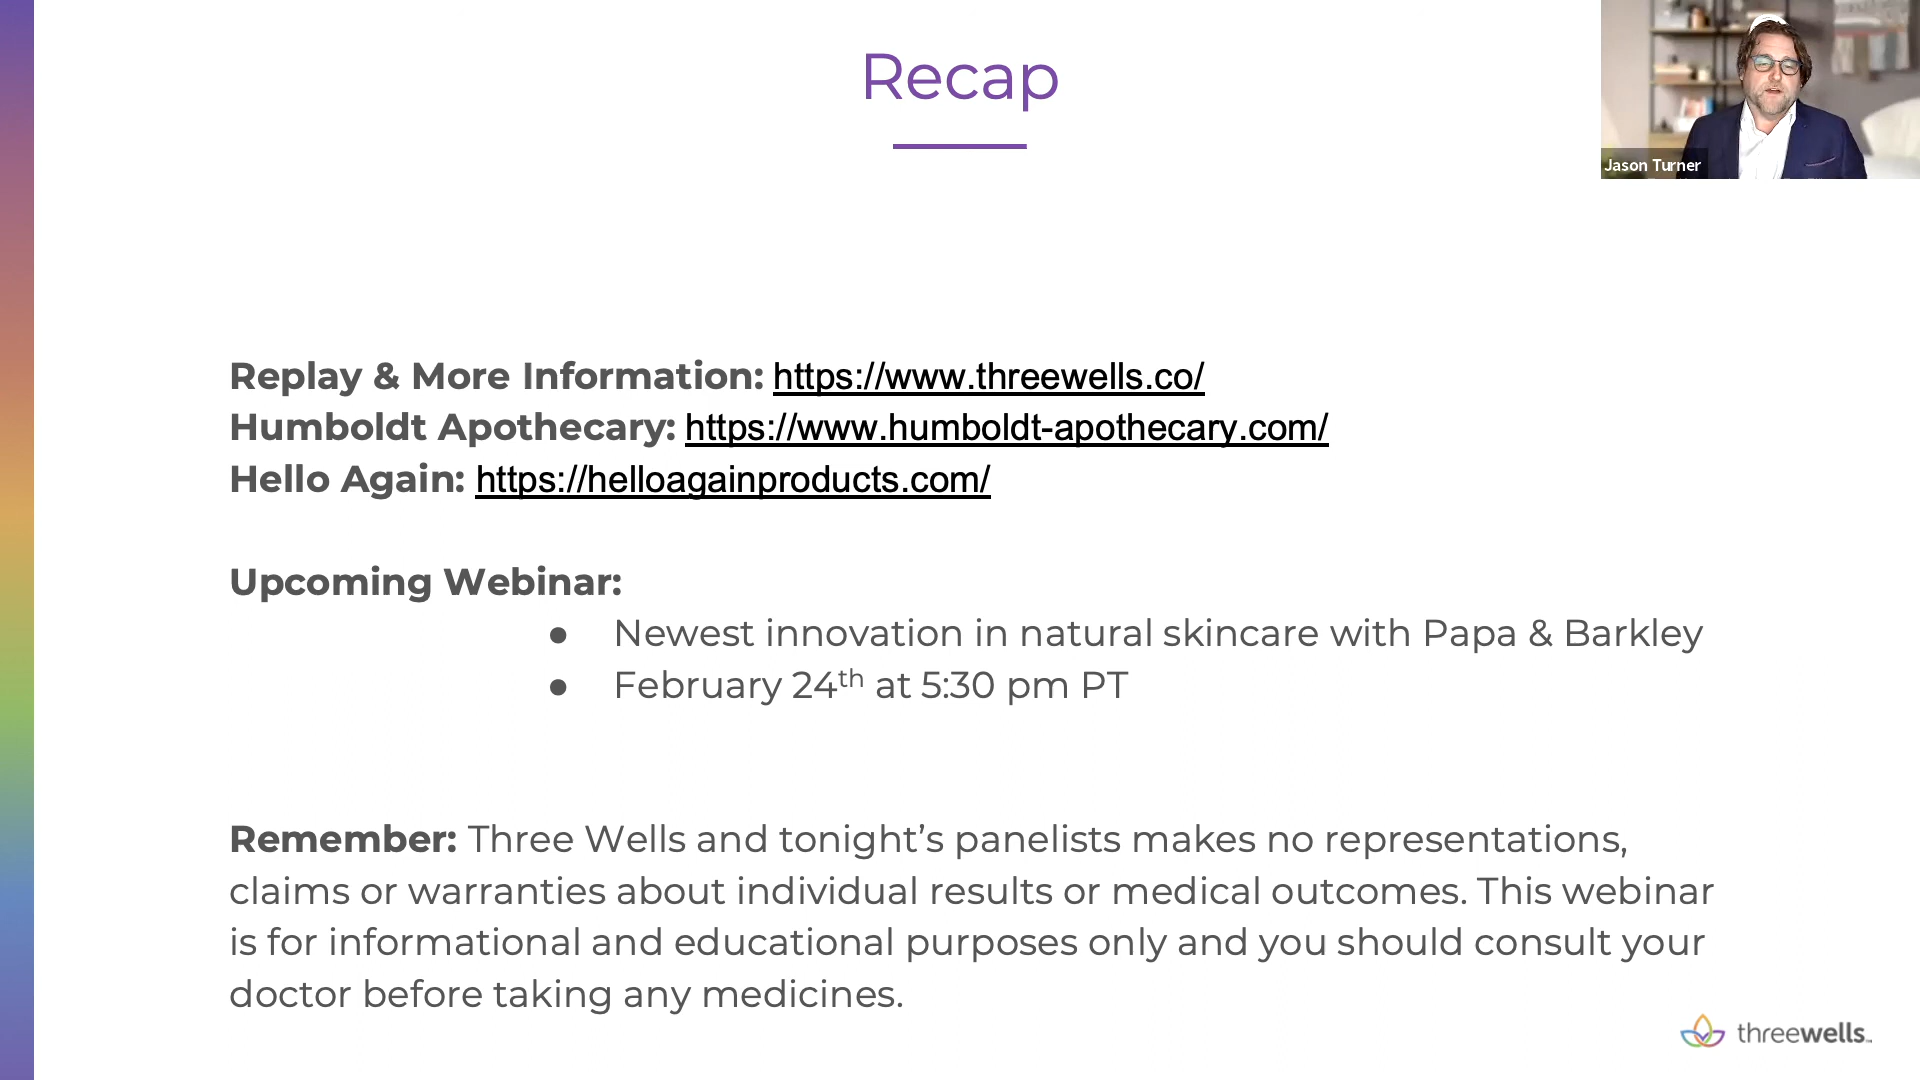 Recap
Jason Turner
Replay & More Information: https://www.threewells.co/
Humboldt Apothecary: https://www.humboldt-apothecary.com/
Hello Again: https://helloagainproducts.com/
Upcoming Webinar:
● Newest innovation in natural skincare with Papa & Barkley
● February 24th at 5:30 pm PT
Remember: Three Wells and tonight’s panelists makes no representations,
claims or warranties about individual results or medical outcomes. This webinar
is for informational and educational purposes only and you should consult your
doctor before taking any medicines.
threewells